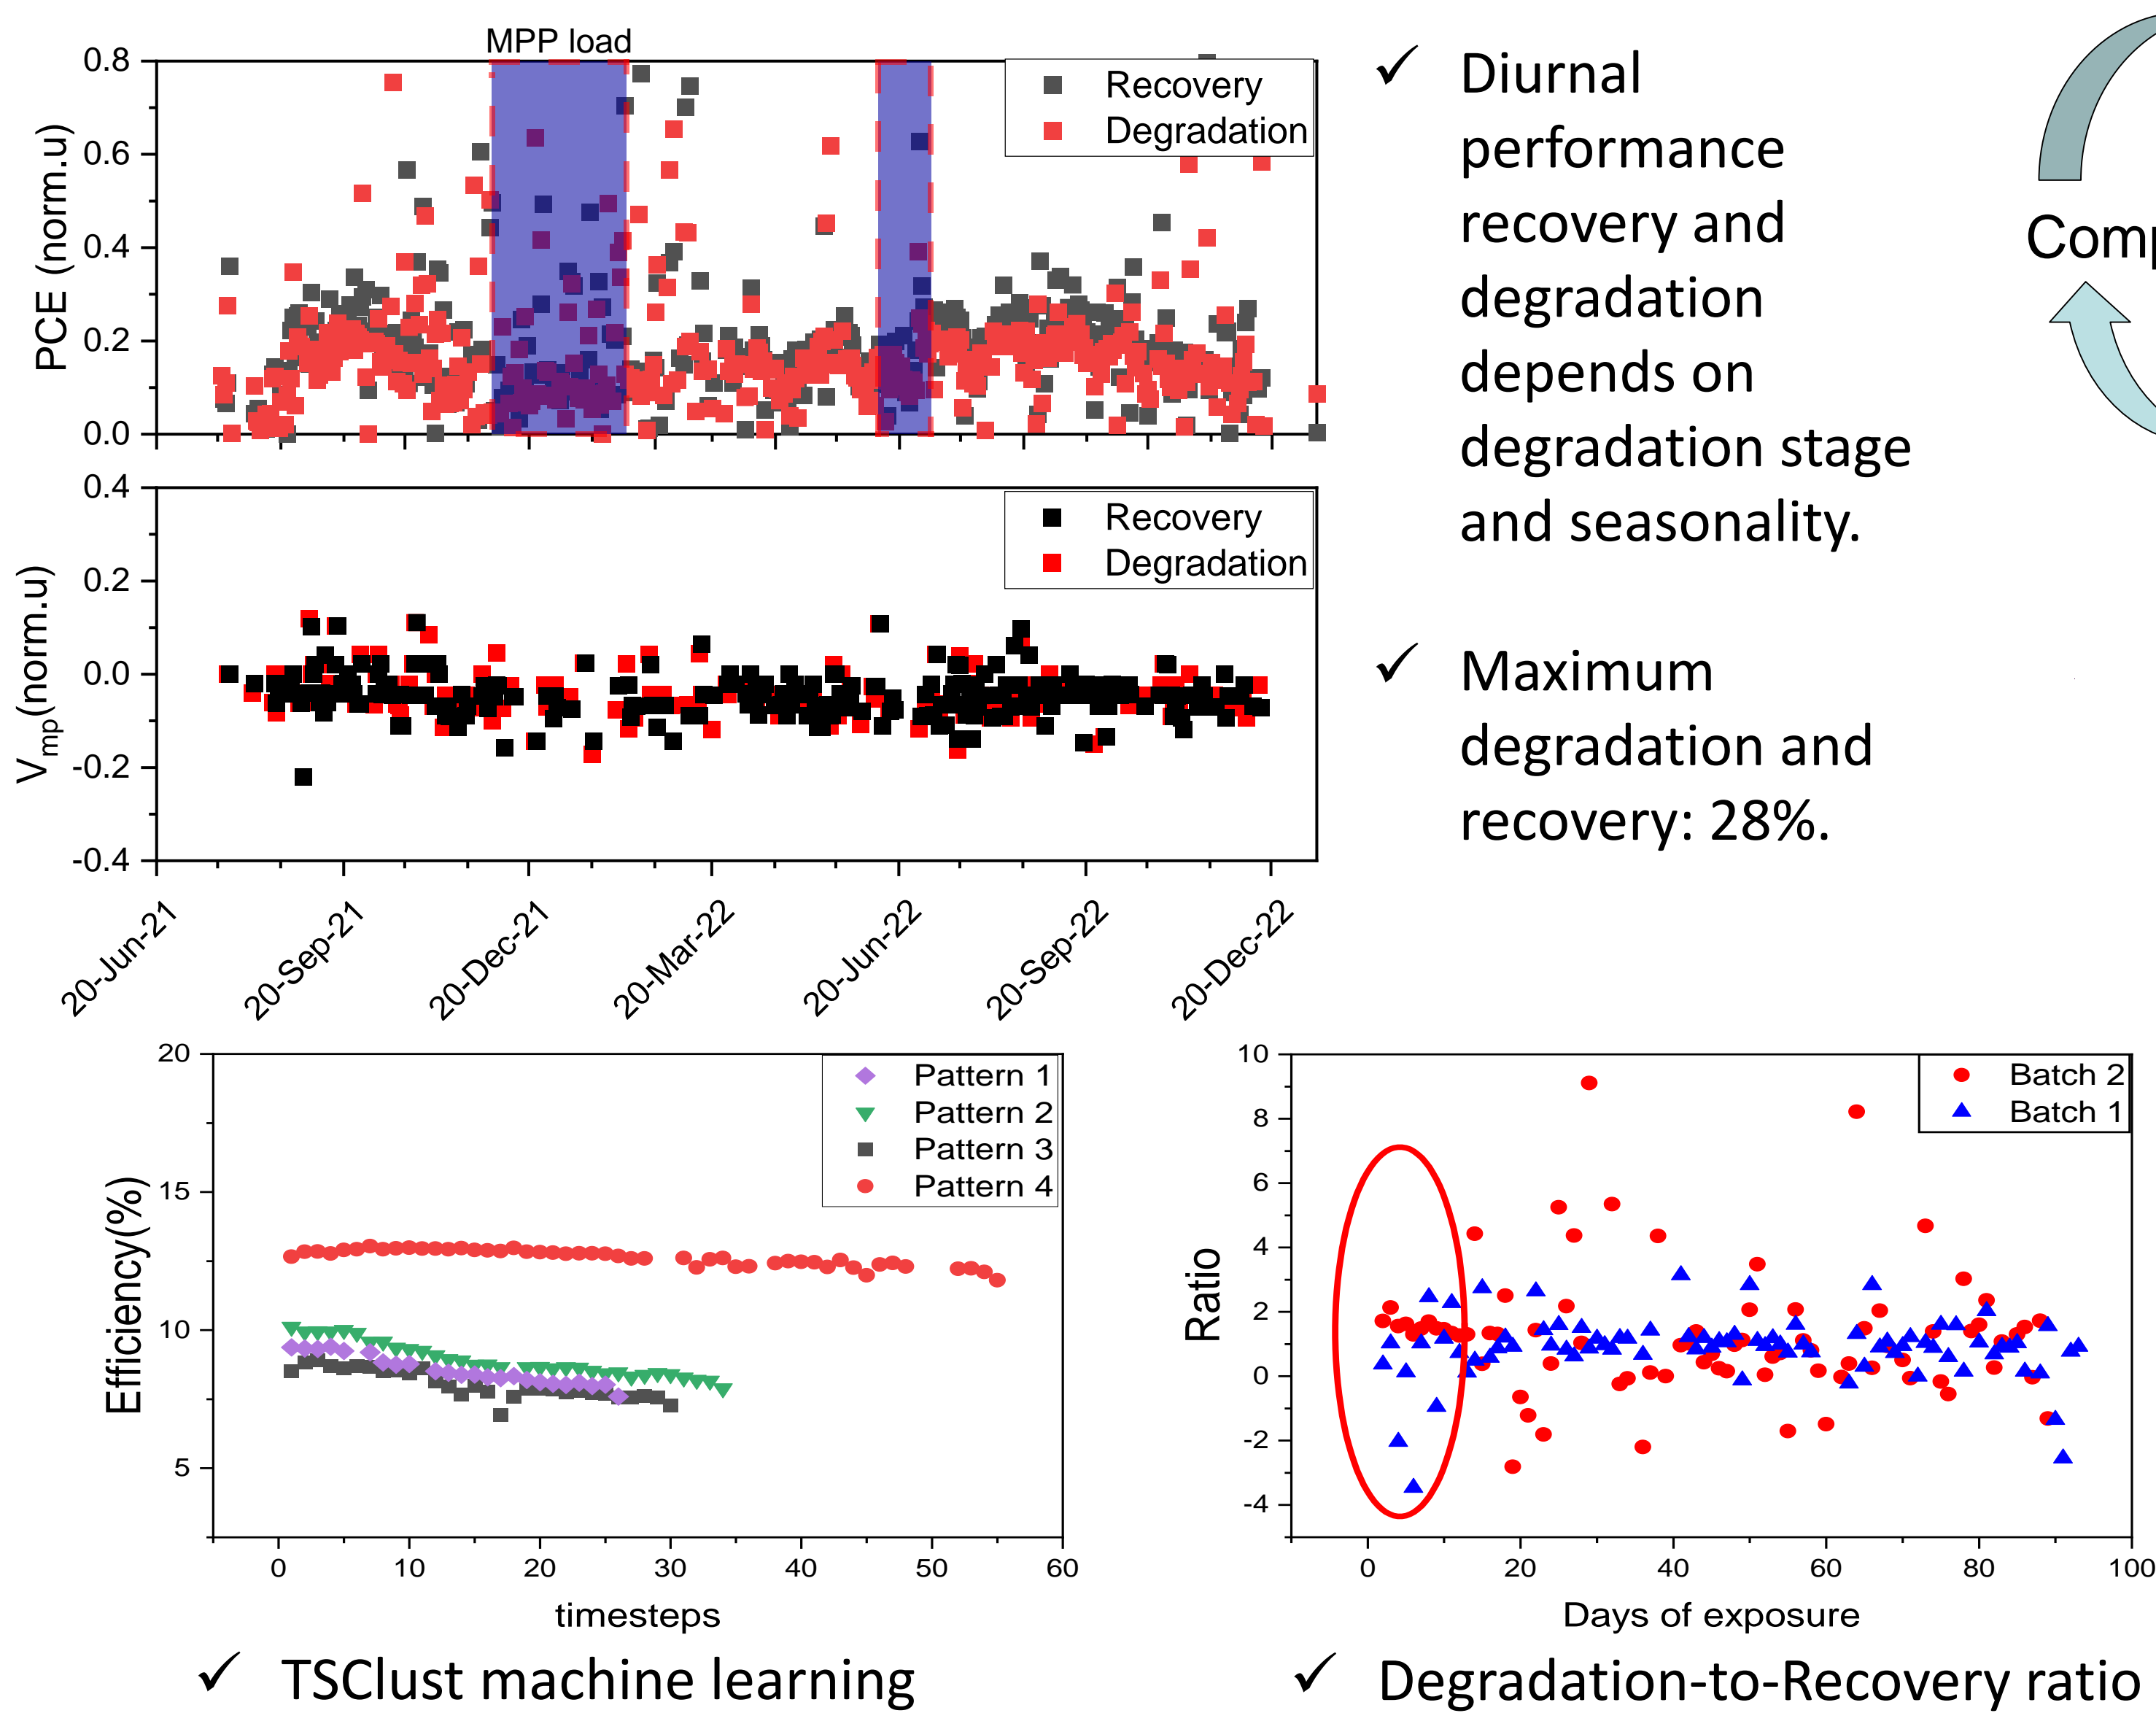 MPP load
0.8
0.6
0.4
0.2
0.0
PCE (norm.u)
Recovery
Degradation
0.4
0.2
0.0
-0.2
-0.4
Vmp(norm.u)
Recovery
Degradation
20-Jun-21
20-Sep-21
20-Dec-21
20-Mar-22
20-Jun-22
20-Sep-22
20-Dec-22
✓ Diurnal
performance
recovery and
degradation
depends on
degradation stage
and seasonality.
✓ Maximum
degradation and
recovery: 28%.
20
15
10
5
Efficiency(%)
Pattern 1
Pattern 2
Pattern 3
Pattern 4
0 10 20 30 40 50 60
timesteps
✓ TSClust machine learning
10
8
6
4
2
0
-2
-4
Ratio
Batch 2
Batch 1
0 20 40 60 80 100
Days of exposure
✓ Degradation-to-Recovery ratio